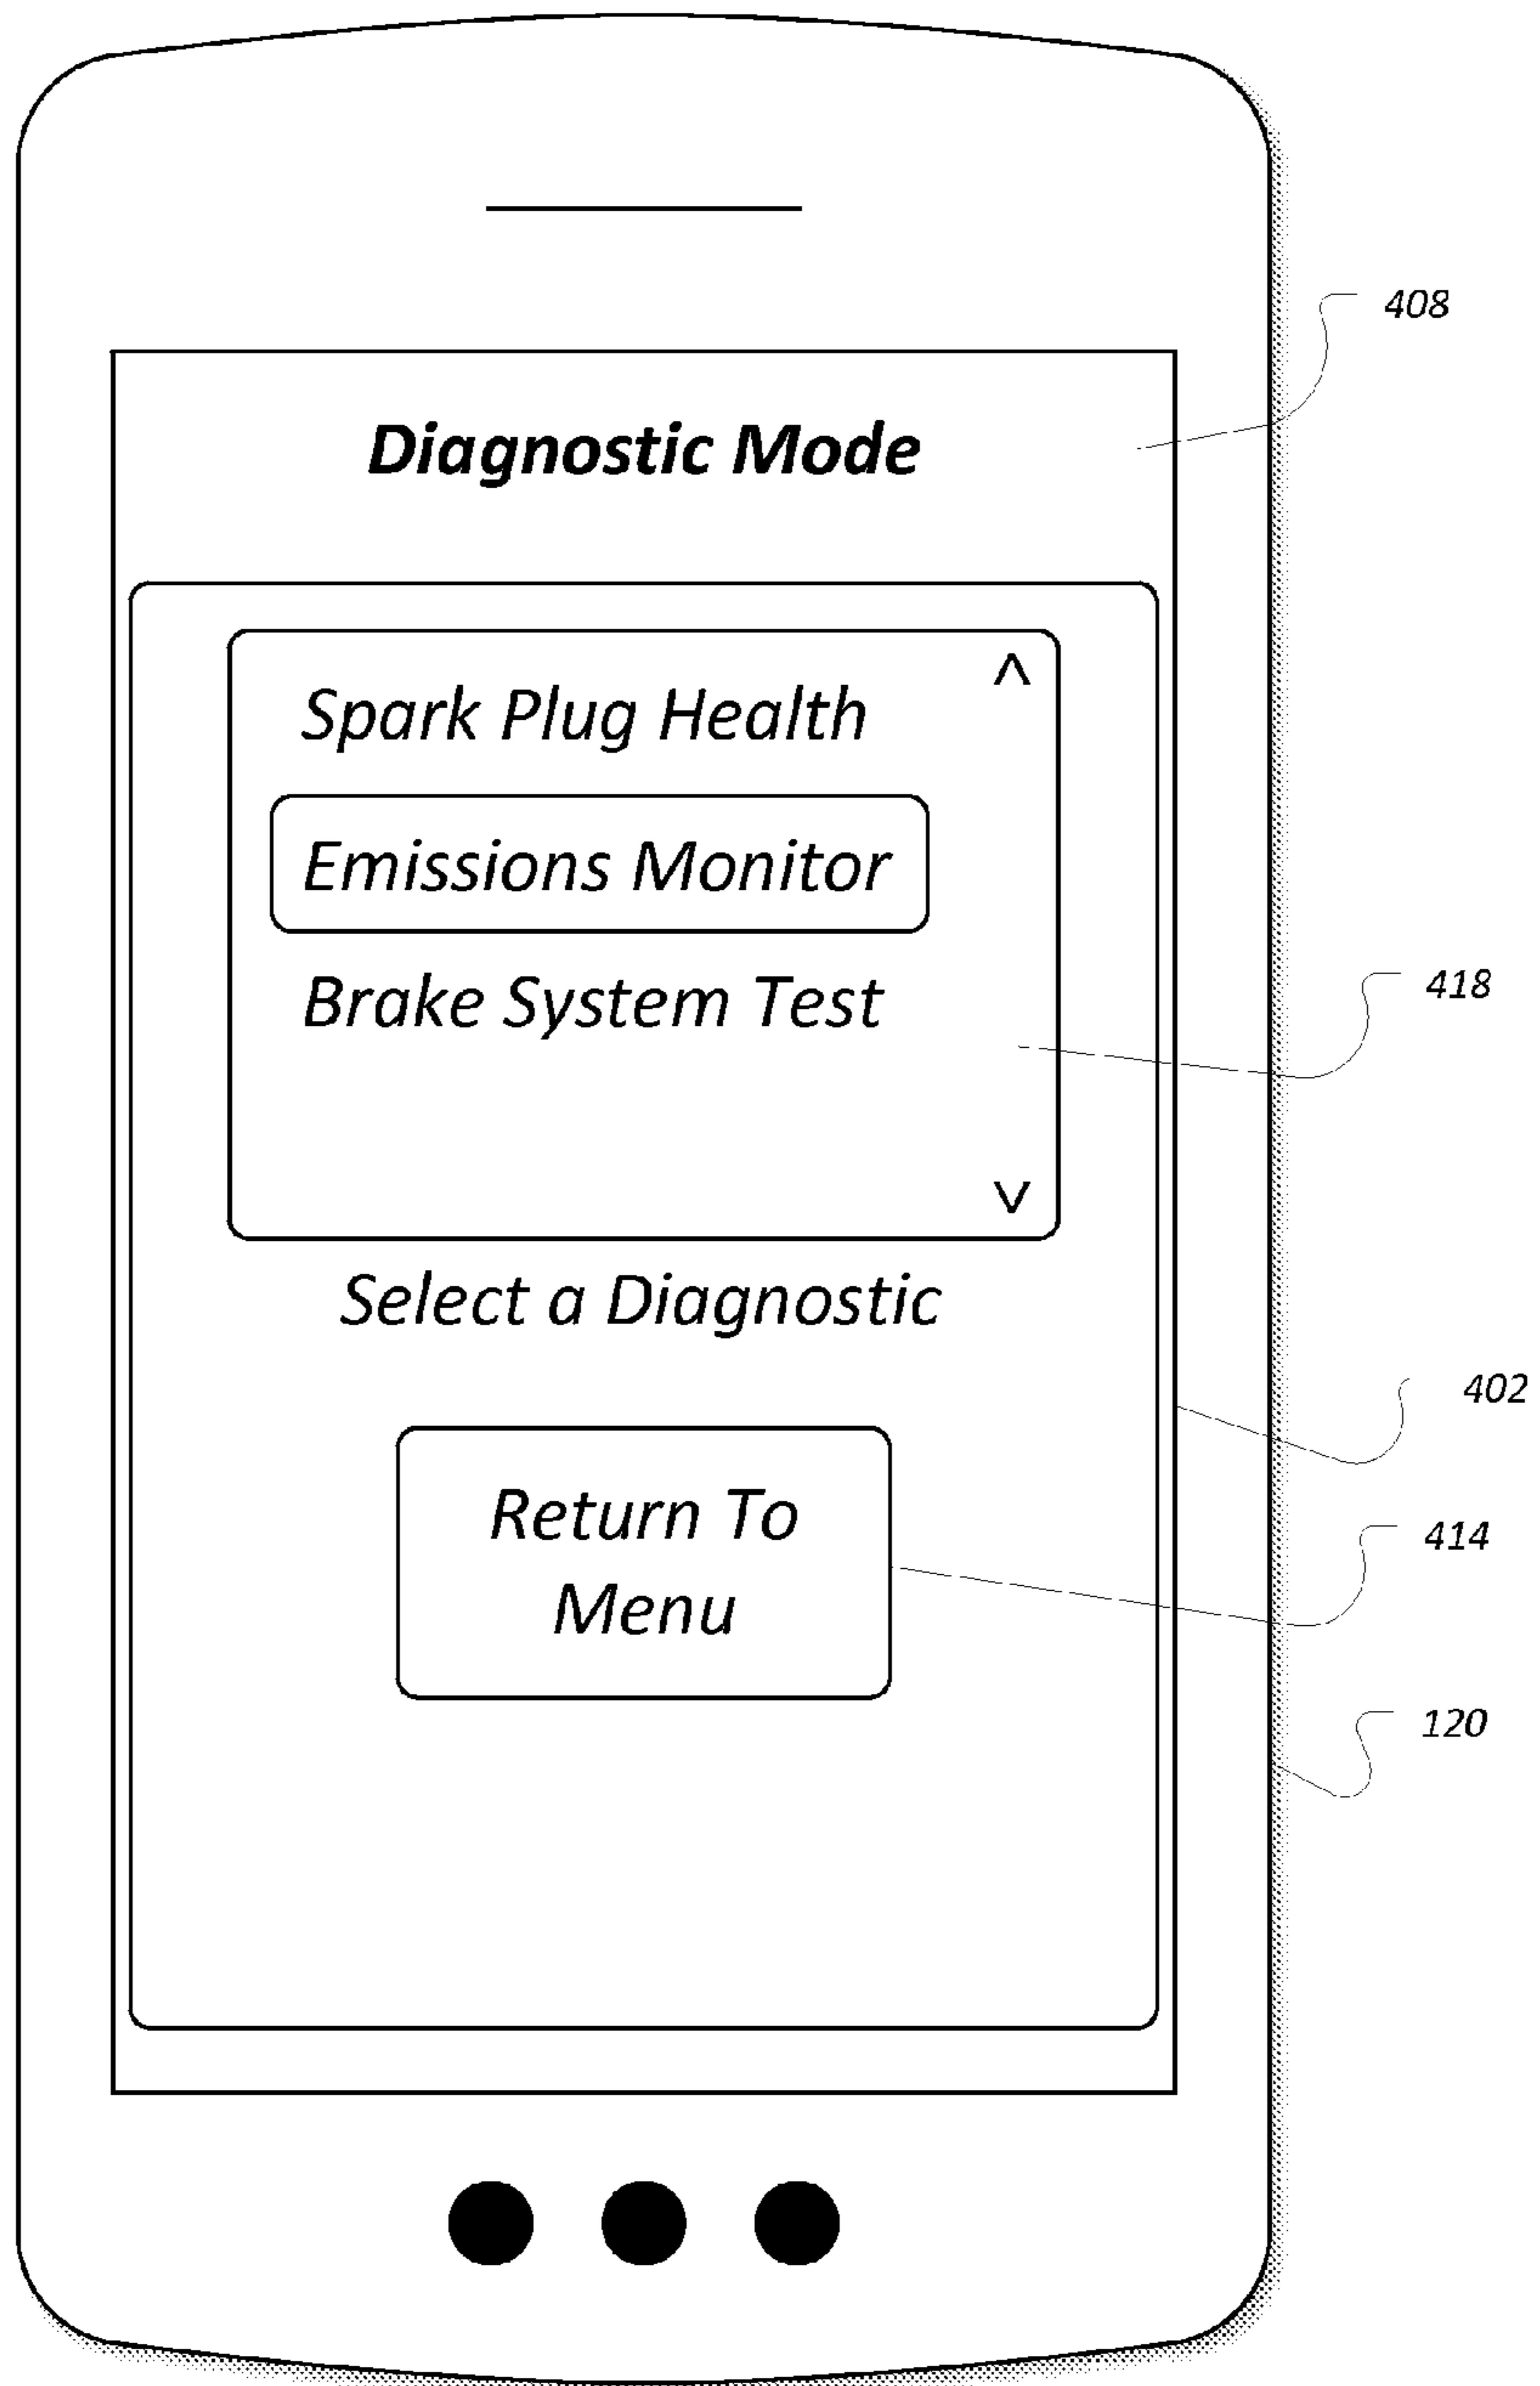 408
Diagnostic Mode
^
Spark Plug Health
Emissions Monitor
Brake System Test
418
v
Select a Diagnostic
402
Return To
Menu
414
120